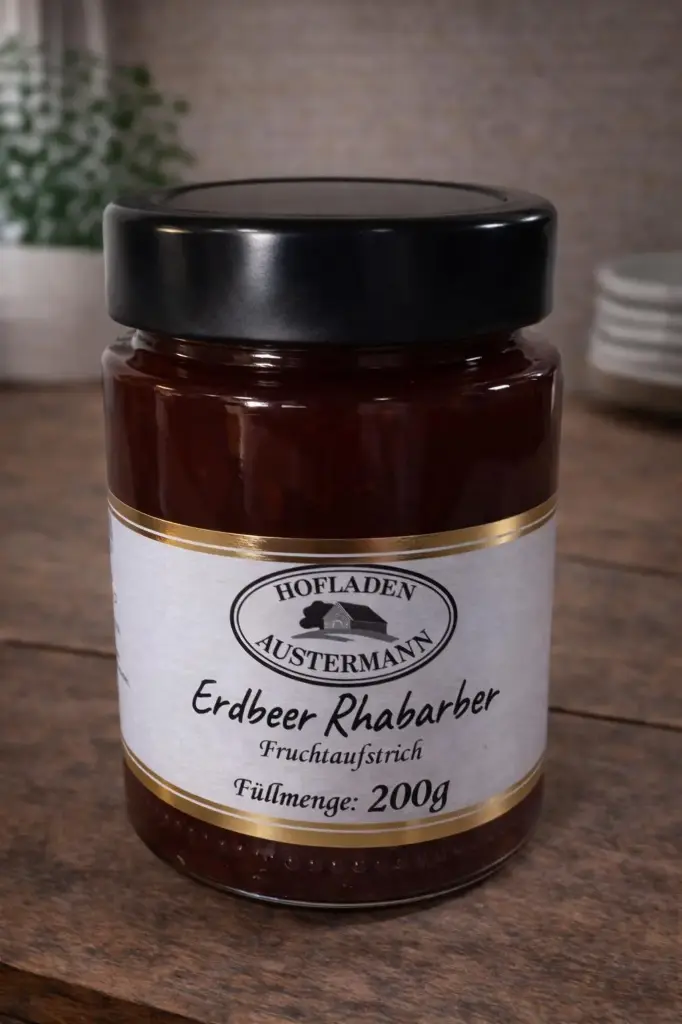 HOFLADEN
AUSTERMANN
Erdbeer Rhabarber
Fruchtaufstrich
Füllmenge: 200g